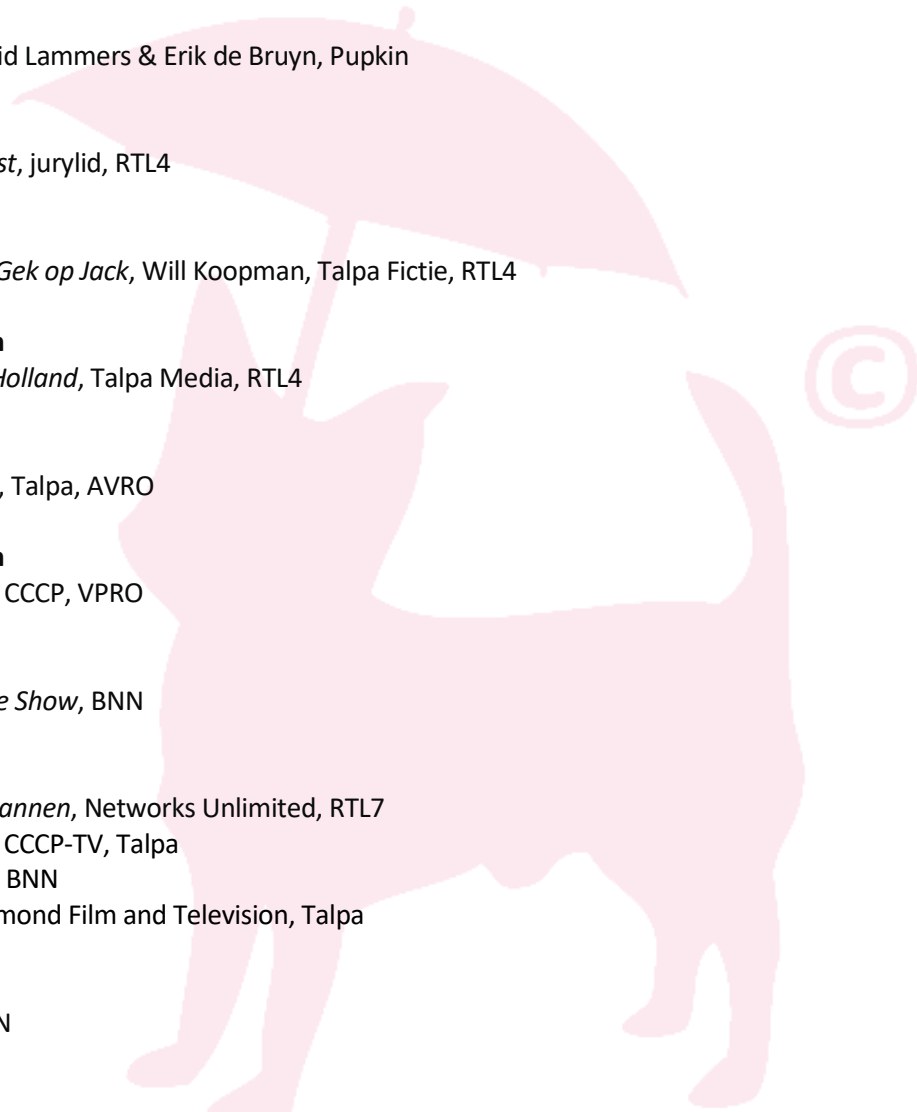 id Lammers & Erik de Bruyn, Pupkin
st, jurylid, RTL4
Gek op Jack, Will Koopman, Talpa Fictie, RTL4
n
Holland, Talpa Media, RTL4
©
, Talpa, AVRO
n
CCCP, VPRO
e Show, BNN
annen, Networks Unlimited, RTL7
CCCP-TV, Talpa
BNN
mond Film and Television, Talpa
N